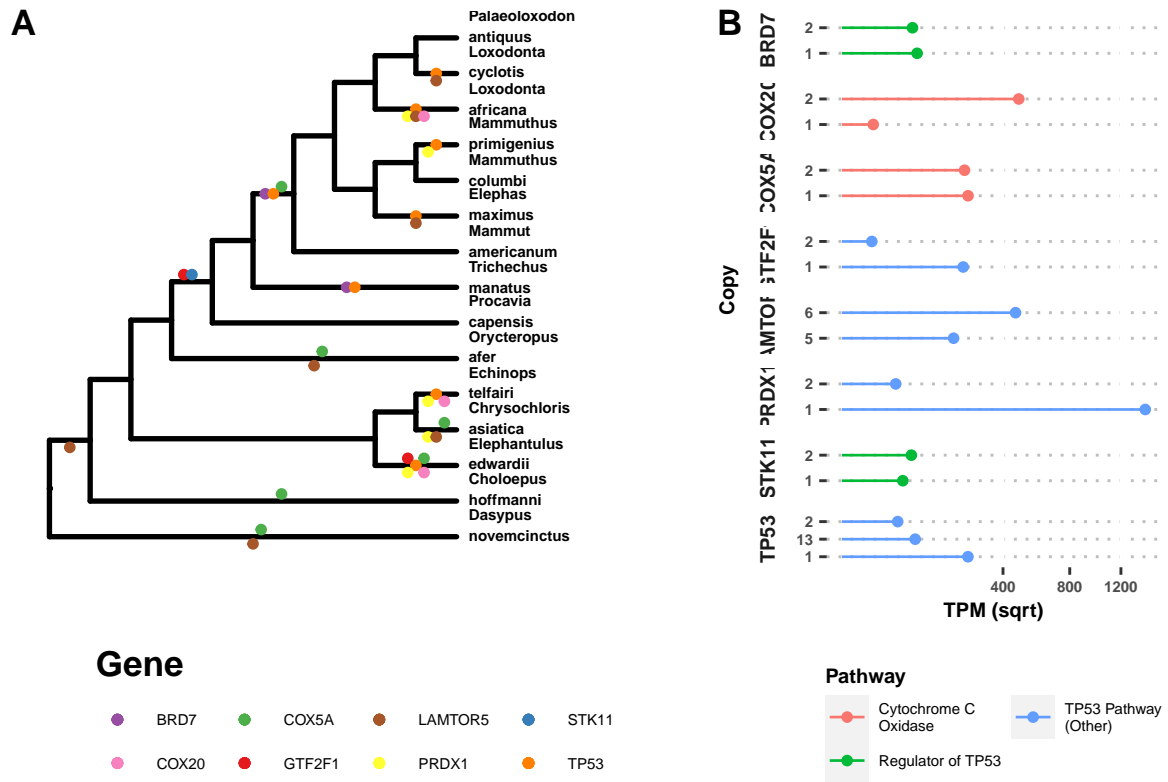 A
Palaeoloxodon
antiquus
Loxodonta
cyclotis
Loxodonta
africana
Mammuthus
primigenius
Mammuthus
columbi
Elephas
maximus
Mammut
americanum
Trichechus
manatus
Procavia
capensis
Orycteropus
afer
Echinops
telfairi
Chrysochloris
asiatica
Elephantulus
edwardii
Choloepus
hoffmanni
Dasypus
novemcinctus
Gene
BRD7
COX5A
LAMTOR5
STK11
COX20
GTF2F1
PRDX1
TP53
B
Copy
BRD7
2
1
COX20
2
1
COX5A
2
1
GTF2F
2
1
AMTOF
6
5
PRDX1
2
1
STK11
2
1
TP53
2
13
1
400
800
1200
TPM (sqrt)
Pathway
Cytochrome C
Oxidase
TP53 Pathway
(Other)
Regulator of TP53